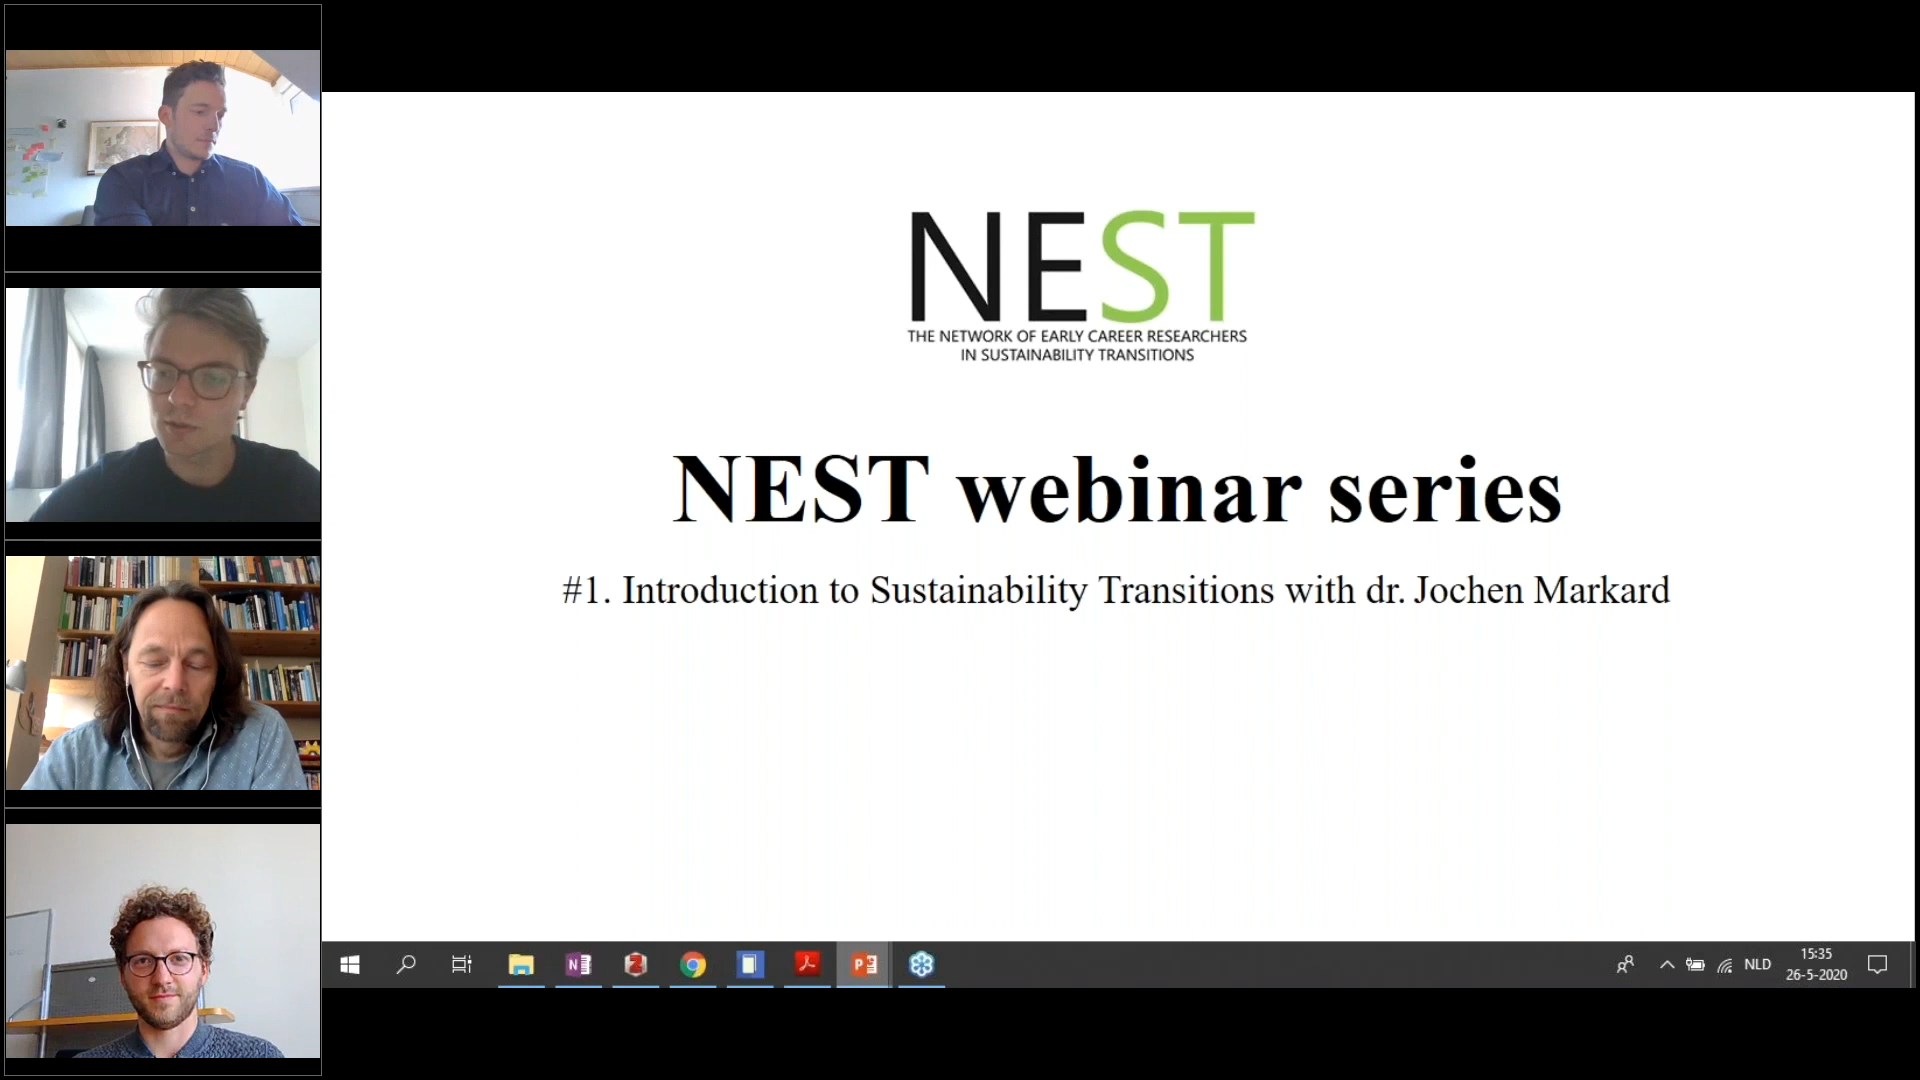 NEST
THE NETWORK OF EARLY CAREER RESEARCHERS
IN SUSTAINABILITY TRANSITIONS
NEST webinar series
#1. Introduction to Sustainability Transitions with dr. Jochen Markard
NLD
15:35
26-5-2020